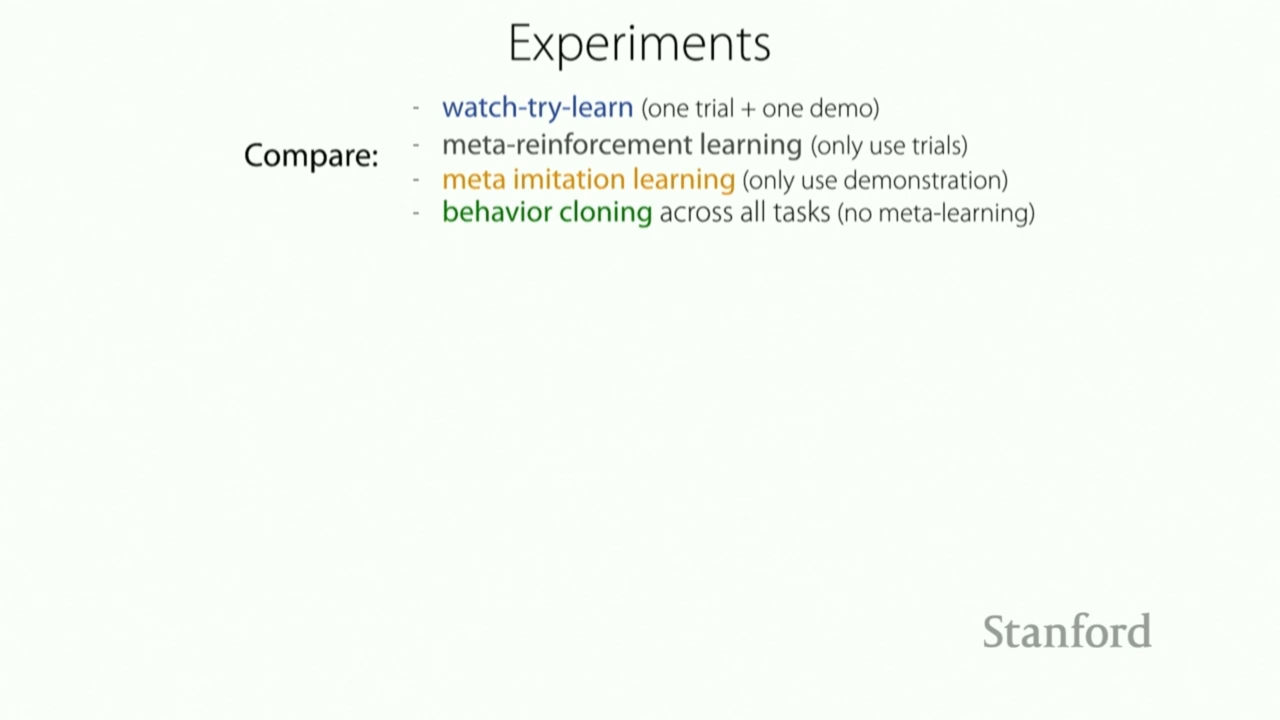 Experiments
- watch-try-learn (one trial + one demo)
Compare:
- meta-reinforcement learning (only use trials)
- meta imitation learning (only use demonstration)
- behavior cloning across all tasks (no meta-learning)
Stanford